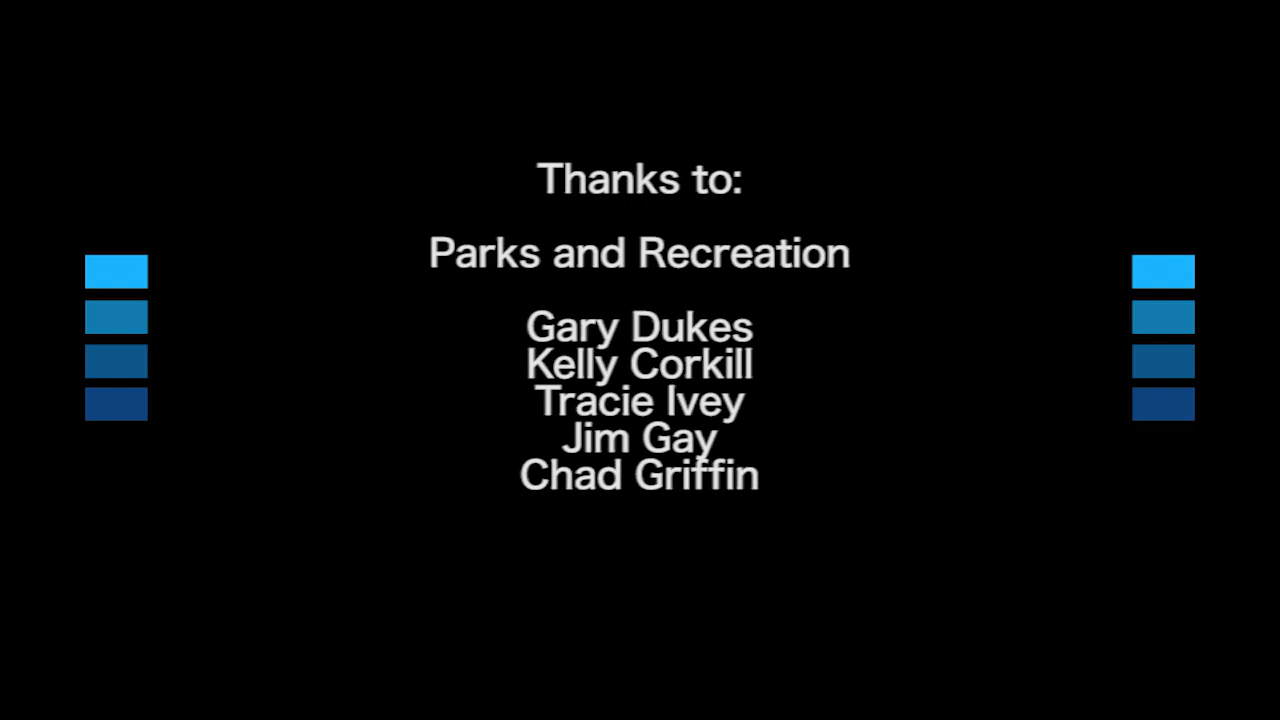 Thanks to:
Parks and Recreation
Gary Dukes
Kelly Corkill
Tracie Ivey
Jim Gay
Chad Griffin